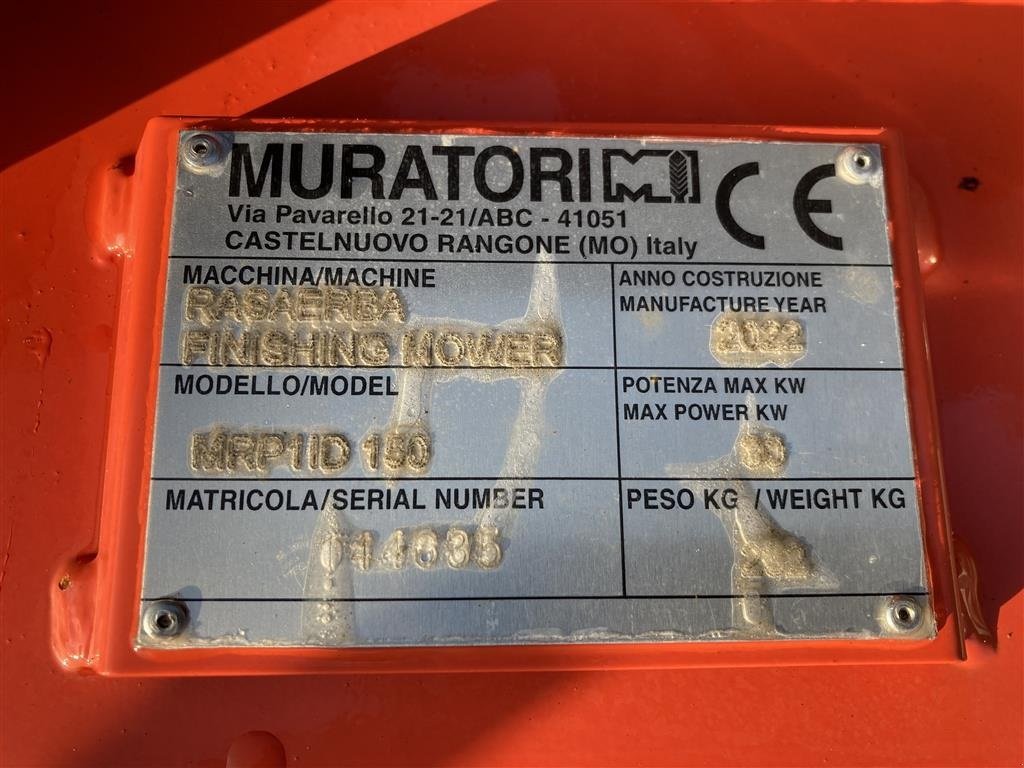 MURATORI
Via Pavarello 21-21/ABC - 41051
CASTELNUOVO RANGONE (MO) Italy
CE
MACCHINA/MACHINE
RASAERBA
FINISHING MOWER
ANNO COSTRUZIONE
MANUFACTURE YEAR
2022
MODELLO/MODEL
MRP1ID 150
POTENZA MAX KW
MAX POWER KW
MATRICOLA/SERIAL NUMBER
PESO KG / WEIGHT KG